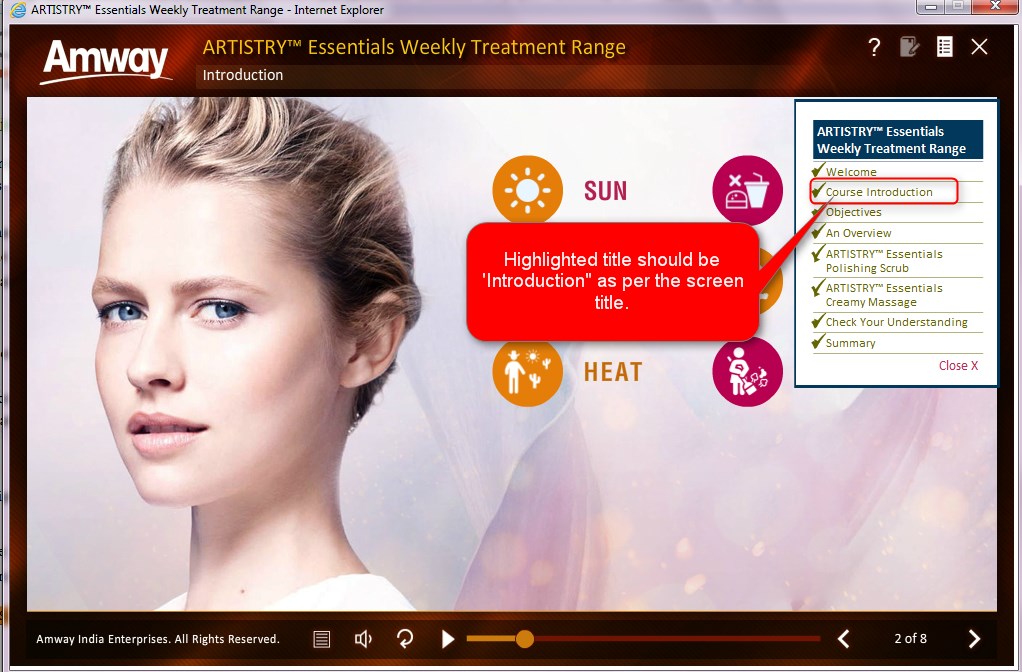 ARTISTRY™ Essentials Weekly Treatment Range - Internet Explorer
Amway
ARTISTRY™ Essentials Weekly Treatment Range
?
Introduction
SUN
HEAT
Highlighted title should be
'Introduction" as per the screen
title.
ARTISTRY™ Essentials
Weekly Treatment Range
Welcome
Course Introduction
Objectives
An Overview
ARTISTRY™ Essentials
Polishing Scrub
ARTISTRY™ Essentials
Creamy Massage
Check Your Understanding
Summary
Close X
Amway India Enterprises. All Rights Reserved.
2 of 8